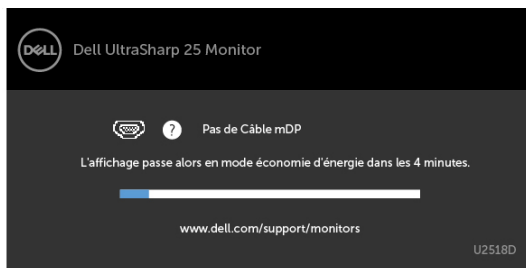 DELL
Dell UltraSharp 25 Monitor
? Pas de Câble mDP
L'affichage passe alors en mode économie d'énergie dans les 4 minutes.
www.dell.com/support/monitors
U2518D